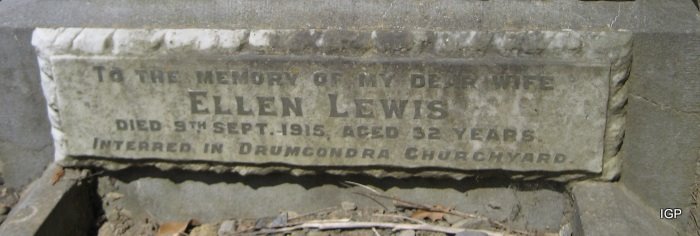 TO THE MEMORY OF MY DEAR WIFE
ELLEN LEWIS
DIED 9TH SEPT. 1915, AGED 32 YEARS.
INTERRED IN DRUMCONDRA CHURCHYARD.
IGP